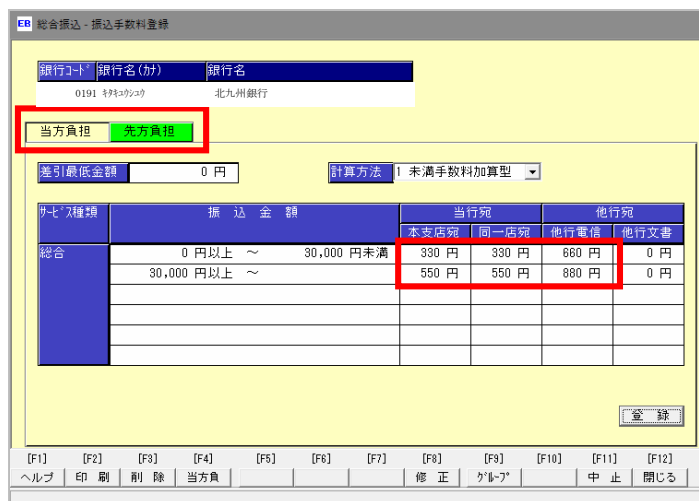 EB 総合振込 - 振込手数料登録
銀行ｺｰﾄﾞ 銀行名(ｶﾅ) 銀行名
0191 ｷﾀｷｭｳｼｭｳ 北九州銀行
当方負担 先方負担
差引最低金額 0 円 計算方法 1 未満手数料加算型
ｻｰﾋﾞｽ種類 振 込 金 額 当行宛 他行宛
本支店宛 同一店宛 他行電信 他行文書
総合 0 円以上 ～ 30,000 円未満 330 円 330 円 660 円 0 円
30,000 円以上 ～ 550 円 550 円 880 円 0 円
登 録
[F1] [F2] [F3] [F4] [F5] [F6] [F7] [F8] [F9] [F10] [F11] [F12]
ヘルプ 印 刷 削 除 当方負 修 正 ｸﾞﾙｰﾌﾟ 中 止 閉じる